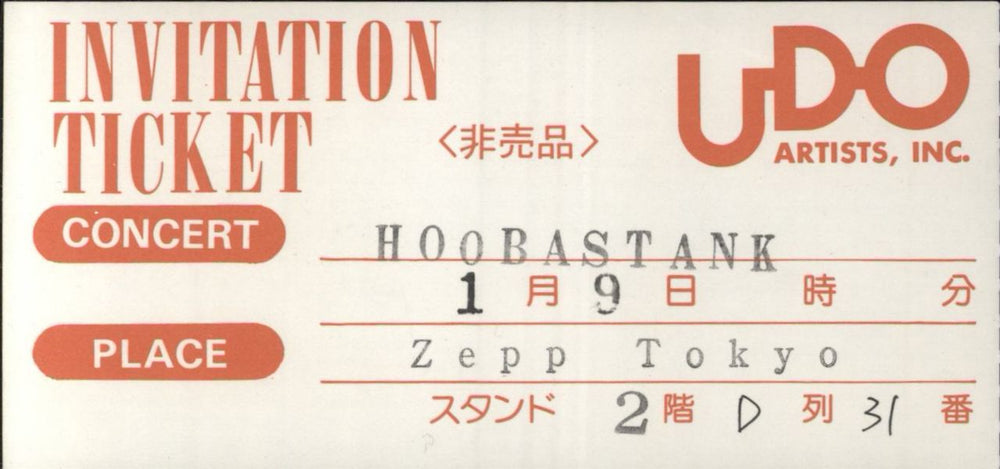 INVITATION
TICKET
〈非売品〉
UDO
ARTISTS, INC.
CONCERT HOOBASTANK
1月9日 時 分
PLACE Zepp Tokyo
スタンド 2階 D 列 31 番